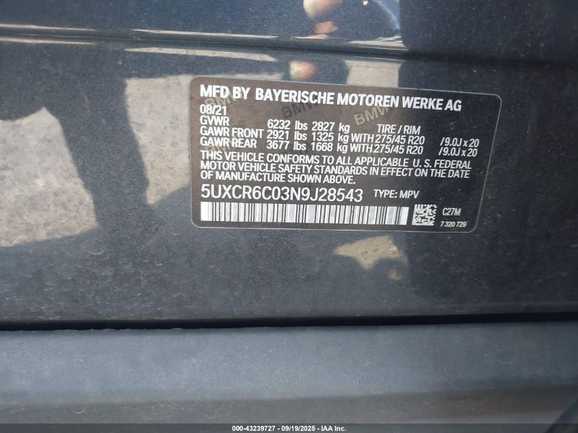 MFD BY BAYERISCHE MOTOREN WERKE AG
08/21
GVWR 6232 lbs 2827 kg TIRE / RIM
GAWR FRONT 2921 lbs 1325 kg WITH 275/45 R20 / 9.0J x 20
GAWR REAR 3677 lbs 1668 kg WITH 275/45 R20 / 9.0J x 20
THIS VEHICLE CONFORMS TO ALL APPLICABLE U. S. FEDERAL
MOTOR VEHICLE SAFETY STANDARDS IN EFFECT ON THE DATE
OF MANUFACTURE SHOWN ABOVE.
5UXCR6C03N9J28543 TYPE: MPV
C27M
7 320 729
BMW
BMW
BMW
000-43239727 - 09/19/2025 - IAA Inc.